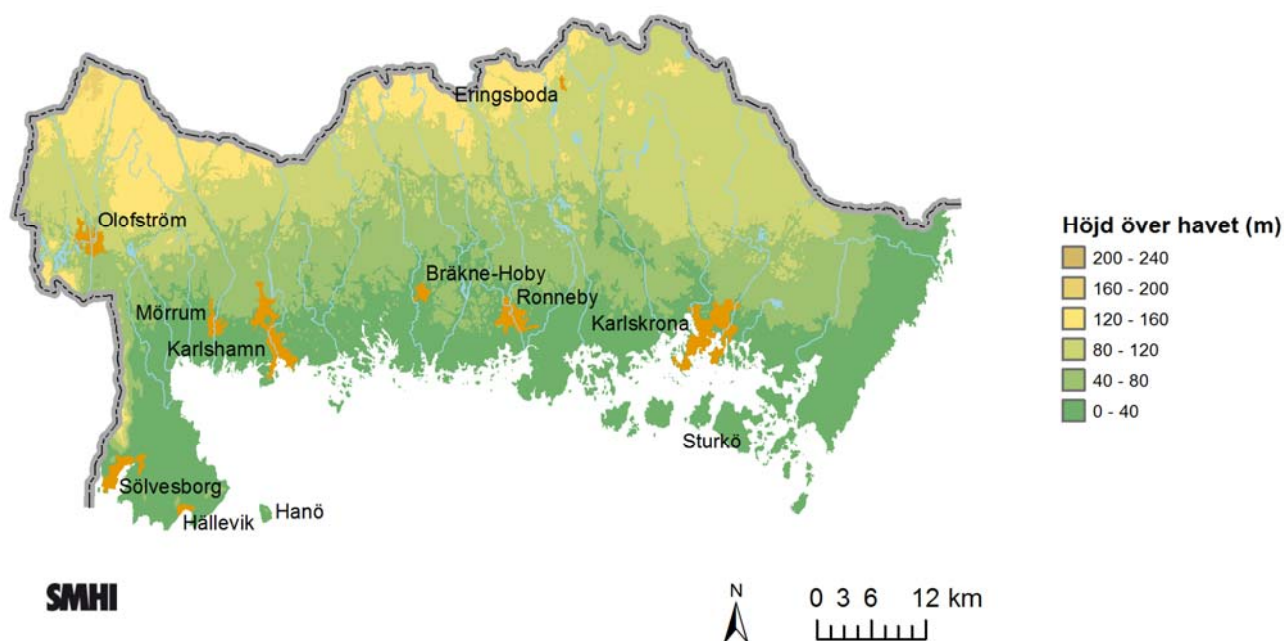 Eringsboda
Olofström
Bräkne-Hoby
Mörrum
Ronneby
Karlskrona
Karlshamn
Sturkö
Sölvesborg
Hällevik
Hanö
Höjd över havet (m)
200 - 240
160 - 200
120 - 160
80 - 120
40 - 80
0 - 40
SMHI
N
0 3 6 12 km